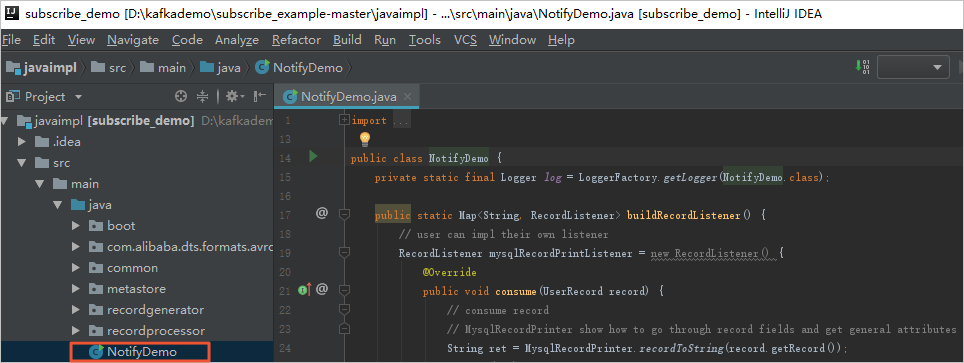 subscribe_demo [D:\kafkademo\subscribe_example-master\javaimpl] - ...\src\main\java\NotifyDemo.java [subscribe_demo] - IntelliJ IDEA
File Edit View Navigate Code Analyze Refactor Build Run Tools VCS Window Help
javaimpl src main java NotifyDemo
Project
NotifyDemo.java
javaimpl [subscribe_demo] D:\kafkademo
.idea
src
main
java
boot
com.alibaba.dts.formats.avro
common
metastore
recordgenerator
recordprocessor
NotifyDemo
1 import ...
13
14 public class NotifyDemo {
15 private static final Logger log = LoggerFactory.getLogger(NotifyDemo.class);
16
17 @ public static Map<String, RecordListener> buildRecordListener() {
18 // user can impl their own listener
19 RecordListener mysqlRecordPrintListener = new RecordListener() {
20 @Override
21 @ public void consume(UserRecord record) {
22 // consume record
23 // MysqlRecordPrinter show how to go through record fields and get general attributes
24 String ret = MysqlRecordPrinter.recordToString(record.getRecord());